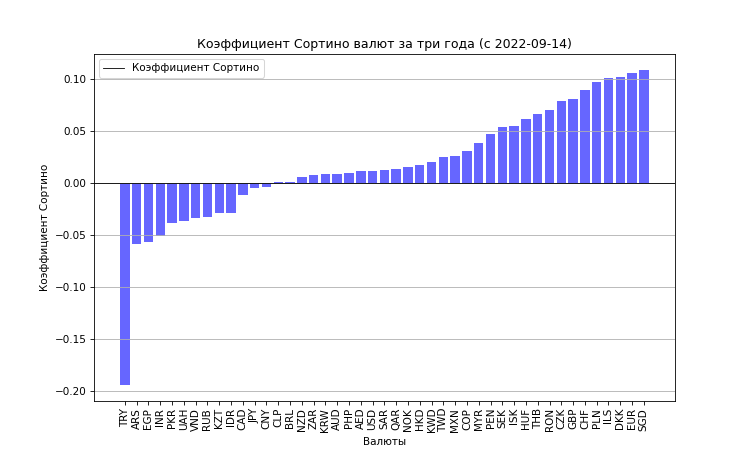 Коэффициент Сортино валют за три года (с 2022-09-14)
Коэффициент Сортино
0.10
0.05
0.00
−0.05
−0.10
−0.15
−0.20
Коэффициент Сортино
TRY
ARS
EGP
INR
PKR
UAH
VND
RUB
KZT
IDR
CAD
JPY
CNY
CLP
BRL
NZD
ZAR
KRW
AUD
PHP
AED
USD
SAR
QAR
NOK
HKD
KWD
TWD
MXN
COP
MYR
PEN
SEK
ISK
HUF
THB
RON
CZK
GBP
CHF
PLN
ILS
DKK
EUR
SGD
Валюты